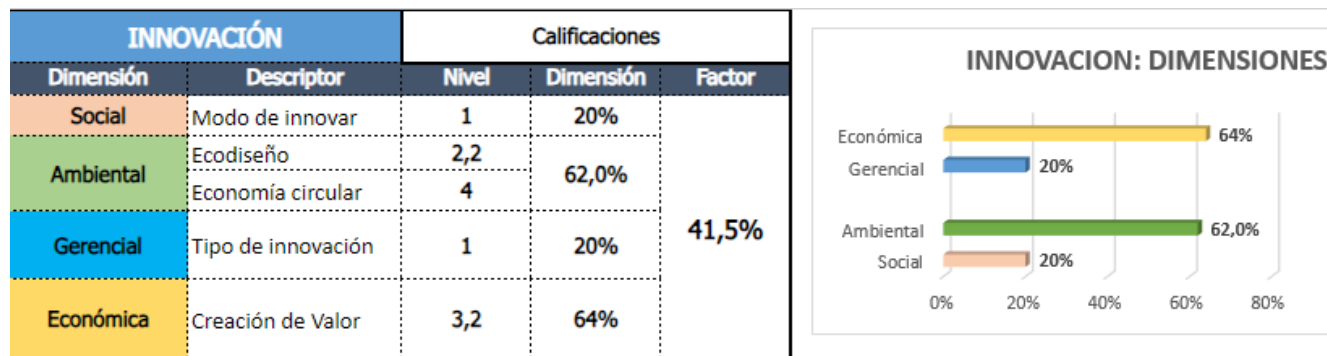 INNOVACIÓN Calificaciones
Dimensión Descriptor Nivel Dimensión Factor
Social Modo de innovar 1 20%
Ambiental Ecodiseño 2,2 62,0%
Economía circular 4
41,5%
Gerencial Tipo de innovación 1 20%
Económica Creación de Valor 3,2 64%
INNOVACION: DIMENSIONES
Económica 64%
Gerencial 20%
Ambiental 62,0%
Social 20%
0% 20% 40% 60% 80%